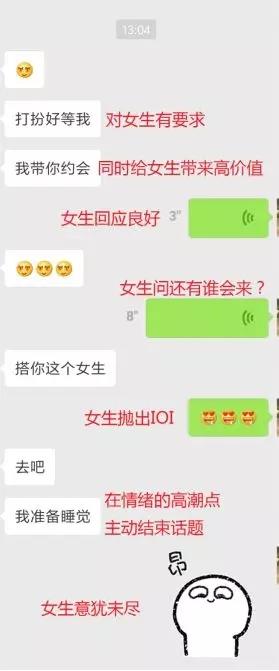 13:04
打扮好等我
对女生有要求
我带你约会
同时给女生带来高价值
女生回应良好
3"
女生问还有谁会来？
8"
搭你这个女生
女生抛出IOI
去吧
我准备睡觉
在情绪的高潮点
主动结束话题
昂
女生意犹未尽